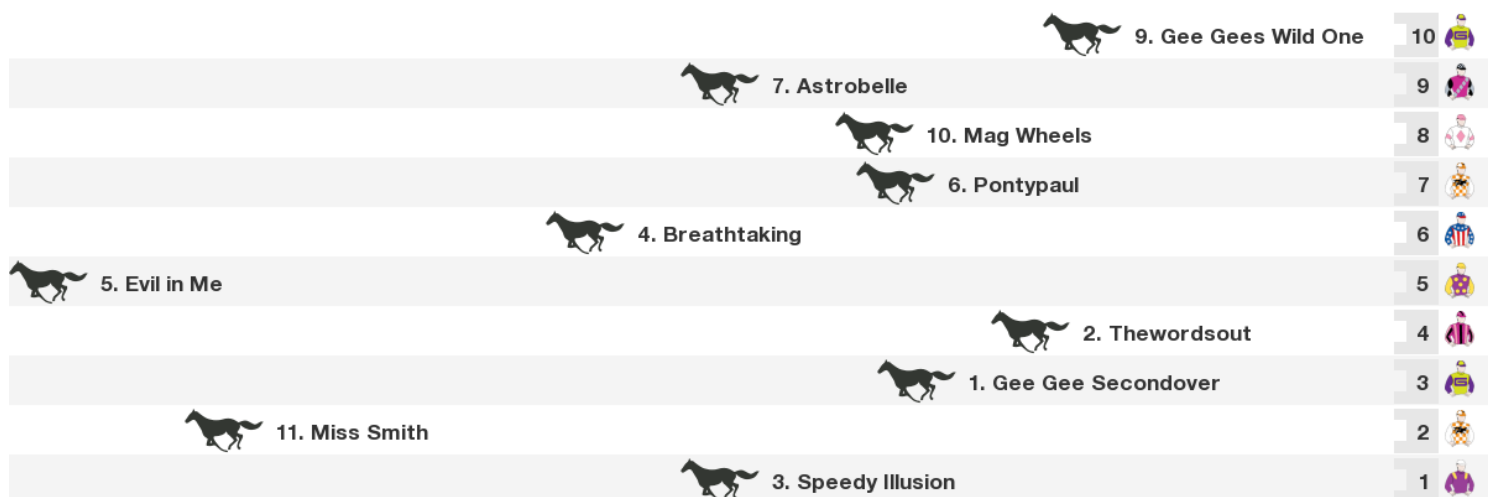 9. Gee Gees Wild One 10
7. Astrobelle 9
10. Mag Wheels 8
6. Pontypaul 7
4. Breathtaking 6
5. Evil in Me 5
2. Thewordsout 4
1. Gee Gee Secondover 3
11. Miss Smith 2
3. Speedy Illusion 1